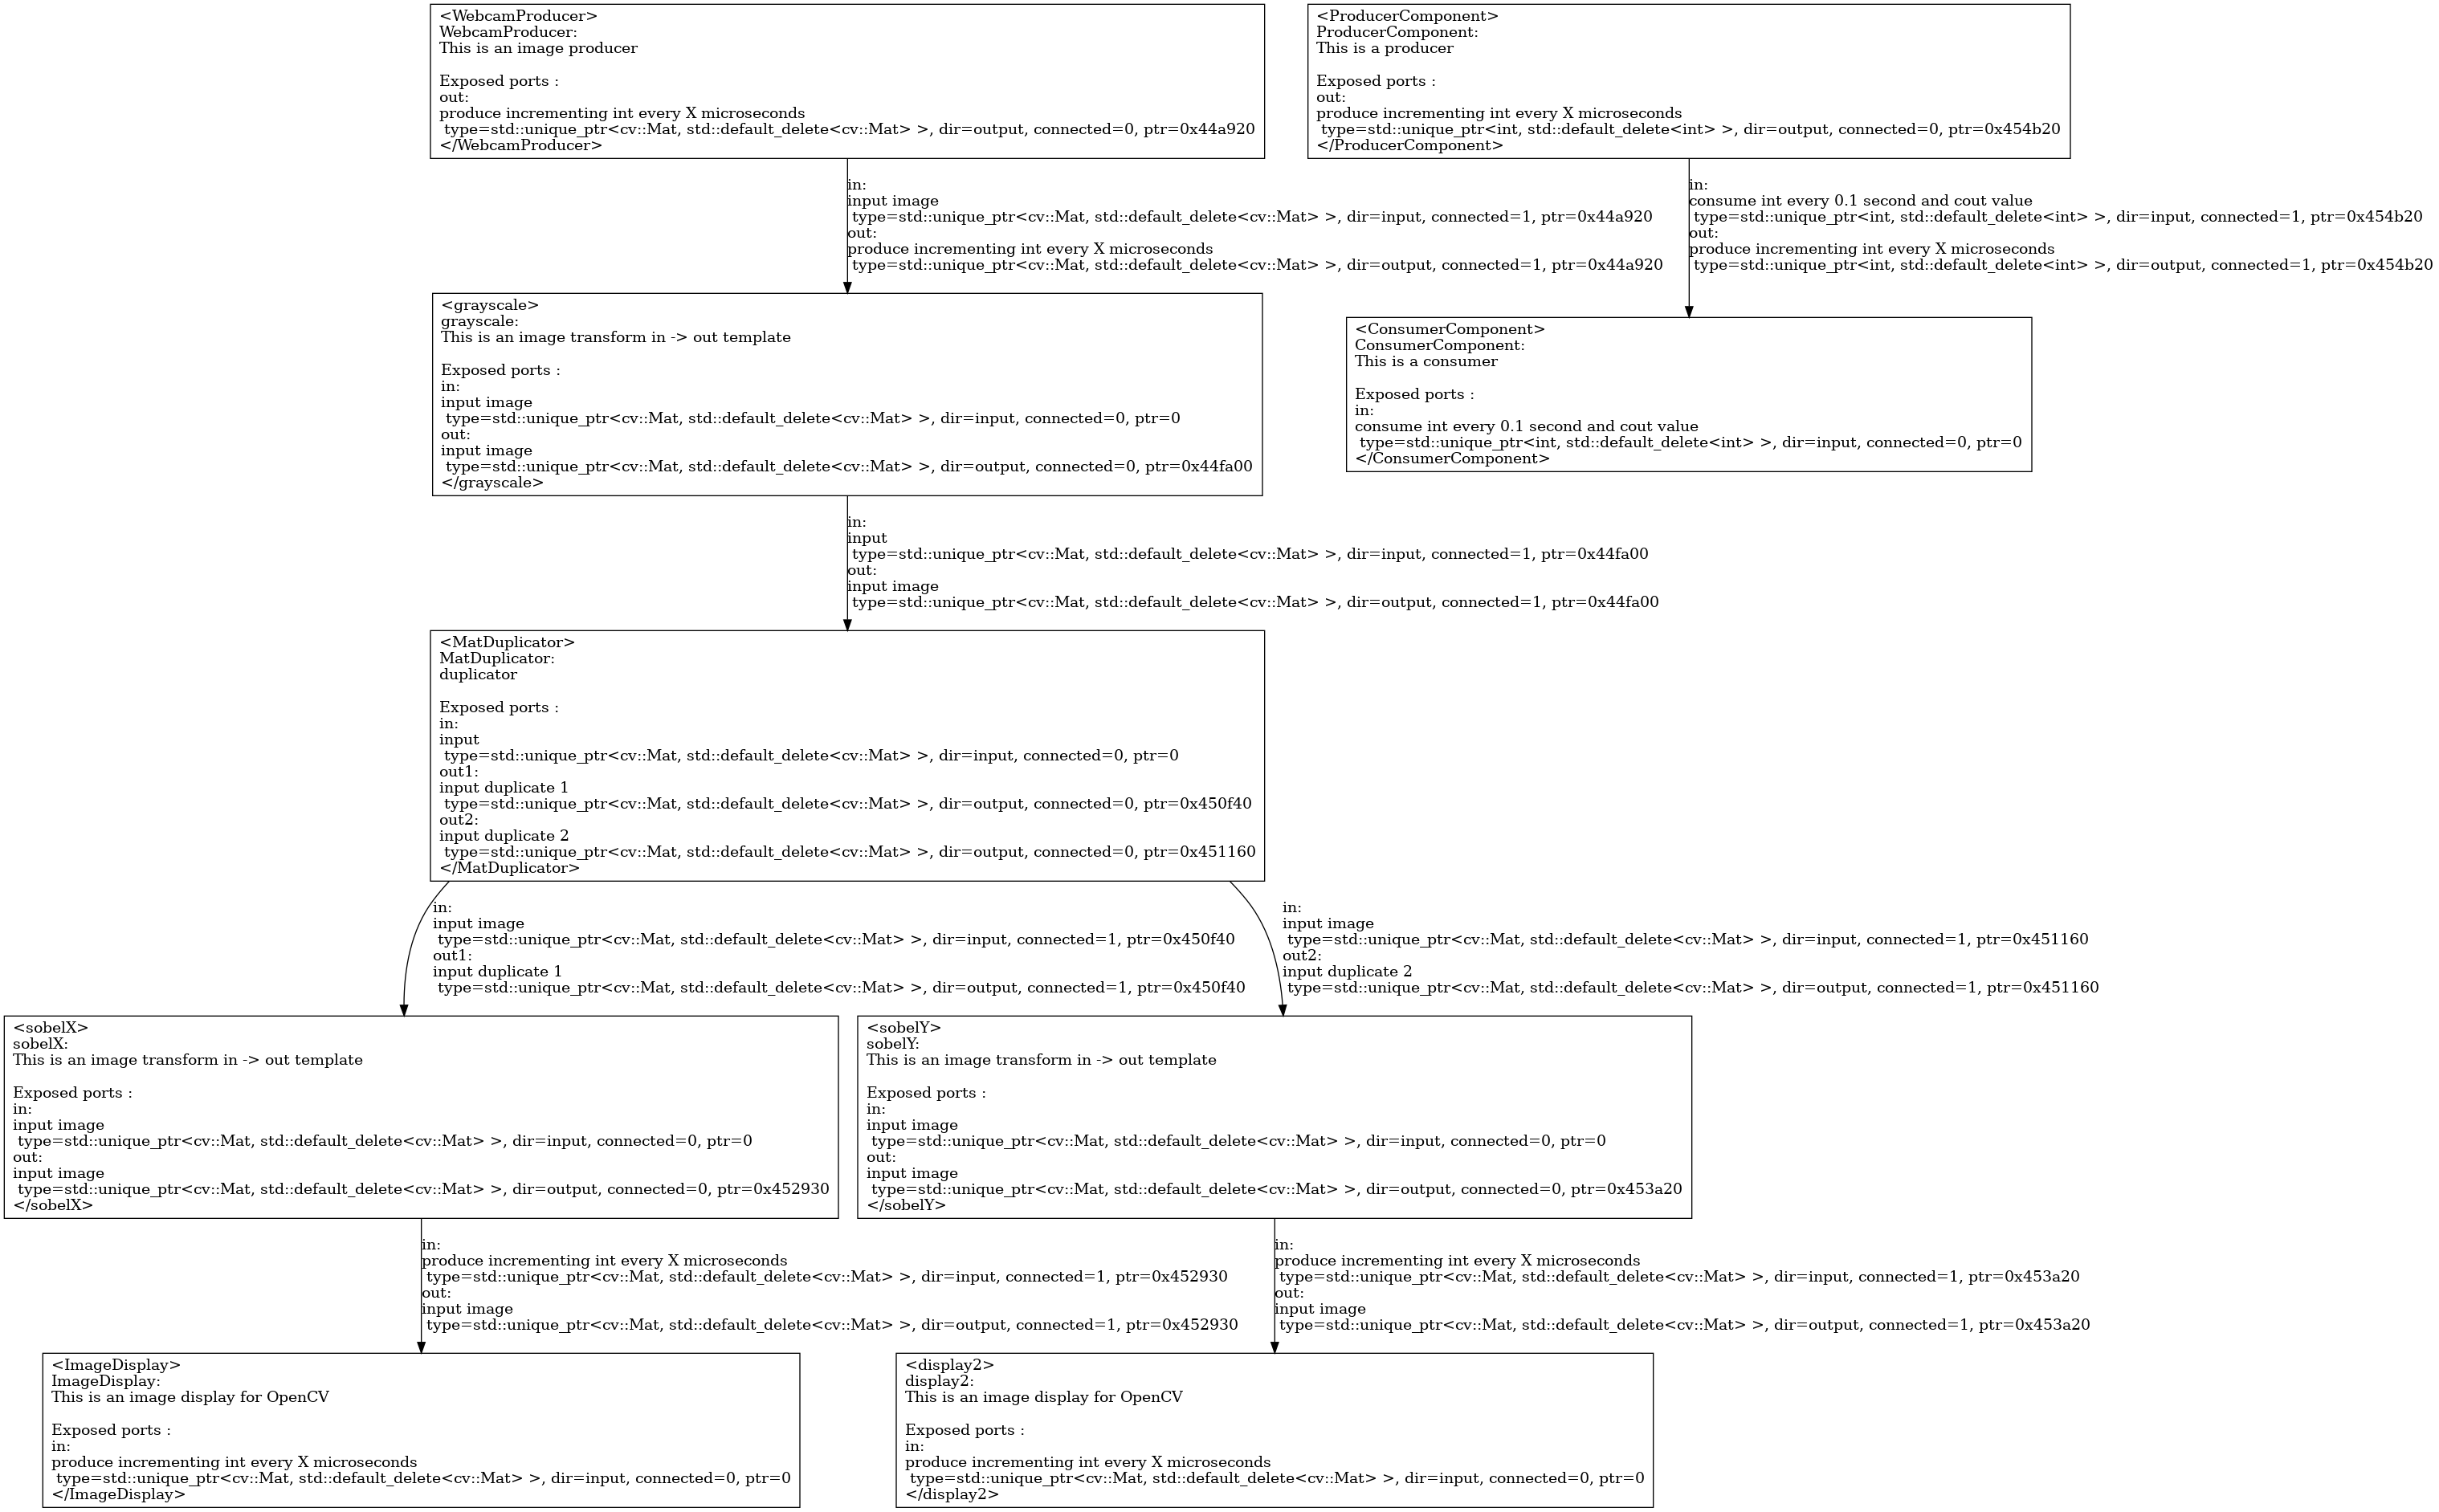 <WebcamProducer>
WebcamProducer:
This is an image producer

Exposed ports :
out:
produce incrementing int every X microseconds
 type=std::unique_ptr<cv::Mat, std::default_delete<cv::Mat> >, dir=output, connected=0, ptr=0x44a920
</WebcamProducer>

<ProducerComponent>
ProducerComponent:
This is a producer

Exposed ports :
out:
produce incrementing int every X microseconds
 type=std::unique_ptr<int, std::default_delete<int> >, dir=output, connected=0, ptr=0x454b20
</ProducerComponent>

in:
input image
 type=std::unique_ptr<cv::Mat, std::default_delete<cv::Mat> >, dir=input, connected=1, ptr=0x44a920
out:
produce incrementing int every X microseconds
 type=std::unique_ptr<cv::Mat, std::default_delete<cv::Mat> >, dir=output, connected=1, ptr=0x44a920

in:
consume int every 0.1 second and cout value
 type=std::unique_ptr<int, std::default_delete<int> >, dir=input, connected=1, ptr=0x454b20
out:
produce incrementing int every X microseconds
 type=std::unique_ptr<int, std::default_delete<int> >, dir=output, connected=1, ptr=0x454b20

<grayscale>
grayscale:
This is an image transform in -> out template

Exposed ports :
in:
input image
 type=std::unique_ptr<cv::Mat, std::default_delete<cv::Mat> >, dir=input, connected=0, ptr=0
out:
input image
 type=std::unique_ptr<cv::Mat, std::default_delete<cv::Mat> >, dir=output, connected=0, ptr=0x44fa00
</grayscale>

<ConsumerComponent>
ConsumerComponent:
This is a consumer

Exposed ports :
in:
consume int every 0.1 second and cout value
 type=std::unique_ptr<int, std::default_delete<int> >, dir=input, connected=0, ptr=0
</ConsumerComponent>

in:
input
 type=std::unique_ptr<cv::Mat, std::default_delete<cv::Mat> >, dir=input, connected=1, ptr=0x44fa00
out:
input image
 type=std::unique_ptr<cv::Mat, std::default_delete<cv::Mat> >, dir=output, connected=1, ptr=0x44fa00

<MatDuplicator>
MatDuplicator:
duplicator

Exposed ports :
in:
input
 type=std::unique_ptr<cv::Mat, std::default_delete<cv::Mat> >, dir=input, connected=0, ptr=0
out1:
input duplicate 1
 type=std::unique_ptr<cv::Mat, std::default_delete<cv::Mat> >, dir=output, connected=0, ptr=0x450f40
out2:
input duplicate 2
 type=std::unique_ptr<cv::Mat, std::default_delete<cv::Mat> >, dir=output, connected=0, ptr=0x451160
</MatDuplicator>

in:
input image
 type=std::unique_ptr<cv::Mat, std::default_delete<cv::Mat> >, dir=input, connected=1, ptr=0x450f40
out1:
input duplicate 1
 type=std::unique_ptr<cv::Mat, std::default_delete<cv::Mat> >, dir=output, connected=1, ptr=0x450f40

in:
input image
 type=std::unique_ptr<cv::Mat, std::default_delete<cv::Mat> >, dir=input, connected=1, ptr=0x451160
out2:
input duplicate 2
 type=std::unique_ptr<cv::Mat, std::default_delete<cv::Mat> >, dir=output, connected=1, ptr=0x451160

<sobelX>
sobelX:
This is an image transform in -> out template

Exposed ports :
in:
input image
 type=std::unique_ptr<cv::Mat, std::default_delete<cv::Mat> >, dir=input, connected=0, ptr=0
out:
input image
 type=std::unique_ptr<cv::Mat, std::default_delete<cv::Mat> >, dir=output, connected=0, ptr=0x452930
</sobelX>

<sobelY>
sobelY:
This is an image transform in -> out template

Exposed ports :
in:
input image
 type=std::unique_ptr<cv::Mat, std::default_delete<cv::Mat> >, dir=input, connected=0, ptr=0
out:
input image
 type=std::unique_ptr<cv::Mat, std::default_delete<cv::Mat> >, dir=output, connected=0, ptr=0x453a20
</sobelY>

in:
produce incrementing int every X microseconds
 type=std::unique_ptr<cv::Mat, std::default_delete<cv::Mat> >, dir=input, connected=1, ptr=0x452930
out:
input image
 type=std::unique_ptr<cv::Mat, std::default_delete<cv::Mat> >, dir=output, connected=1, ptr=0x452930

in:
produce incrementing int every X microseconds
 type=std::unique_ptr<cv::Mat, std::default_delete<cv::Mat> >, dir=input, connected=1, ptr=0x453a20
out:
input image
 type=std::unique_ptr<cv::Mat, std::default_delete<cv::Mat> >, dir=output, connected=1, ptr=0x453a20

<ImageDisplay>
ImageDisplay:
This is an image display for OpenCV

Exposed ports :
in:
produce incrementing int every X microseconds
 type=std::unique_ptr<cv::Mat, std::default_delete<cv::Mat> >, dir=input, connected=0, ptr=0
</ImageDisplay>

<display2>
display2:
This is an image display for OpenCV

Exposed ports :
in:
produce incrementing int every X microseconds
 type=std::unique_ptr<cv::Mat, std::default_delete<cv::Mat> >, dir=input, connected=0, ptr=0
</display2>